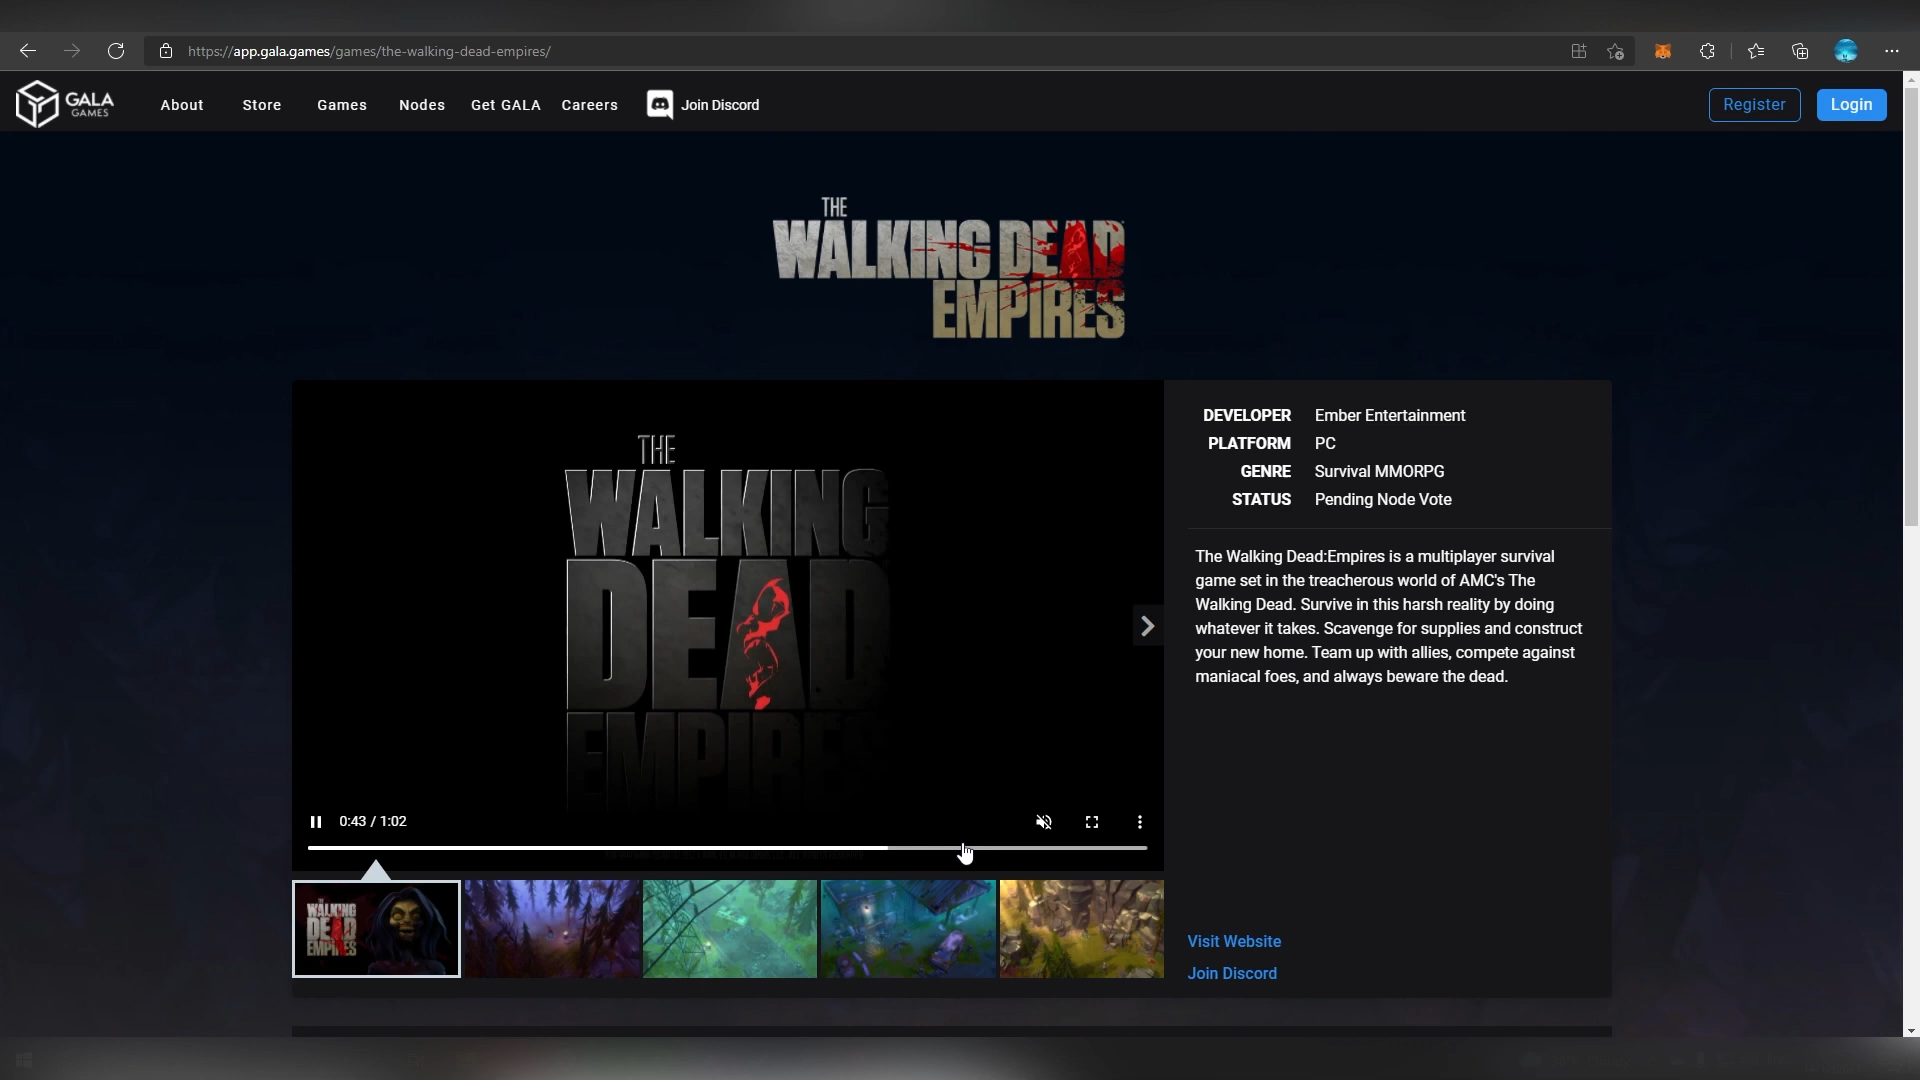 https://app.gala.games/games/the-walking-dead-empires/
GALA
GAMES
About
Store
Games
Nodes
Get GALA
Careers
Join Discord
Register
Login
THE
WALKING DEAD
EMPIRES
THE
WALKING
DEAD
EMPIRES
0:43 / 1:02
WALKING
DEAD
EMPIRES
DEVELOPER Ember Entertainment
PLATFORM PC
GENRE Survival MMORPG
STATUS Pending Node Vote
The Walking Dead:Empires is a multiplayer survival
game set in the treacherous world of AMC's The
Walking Dead. Survive in this harsh reality by doing
whatever it takes. Scavenge for supplies and construct
your new home. Team up with allies, compete against
maniacal foes, and always beware the dead.
Visit Website
Join Discord